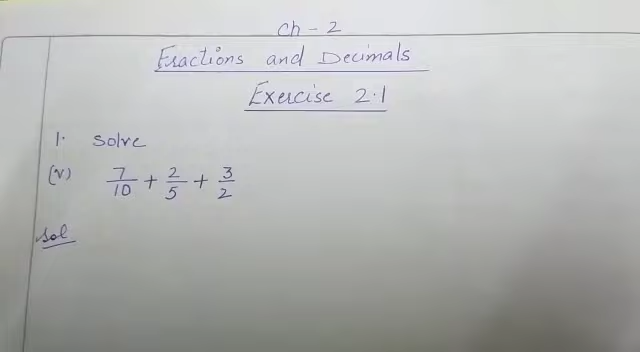 Ch - 2
Fractions and Decimals
Exercise 2.1
1. Solve
(v) 7/10 + 2/5 + 3/2
Sol